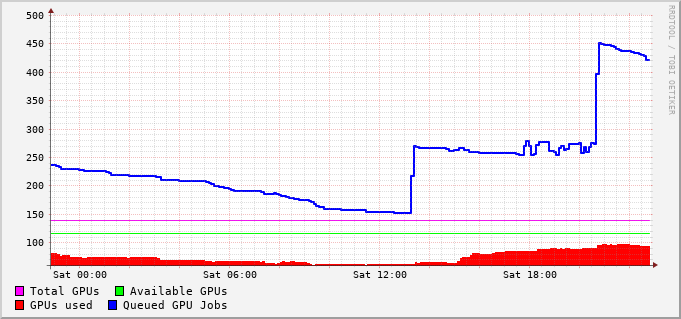 500
450
400
350
300
250
200
150
100
Sat 00:00 Sat 06:00 Sat 12:00 Sat 18:00
Total GPUs Available GPUs
GPUs used Queued GPU Jobs
RRDTOOL / TOBI OETIKER